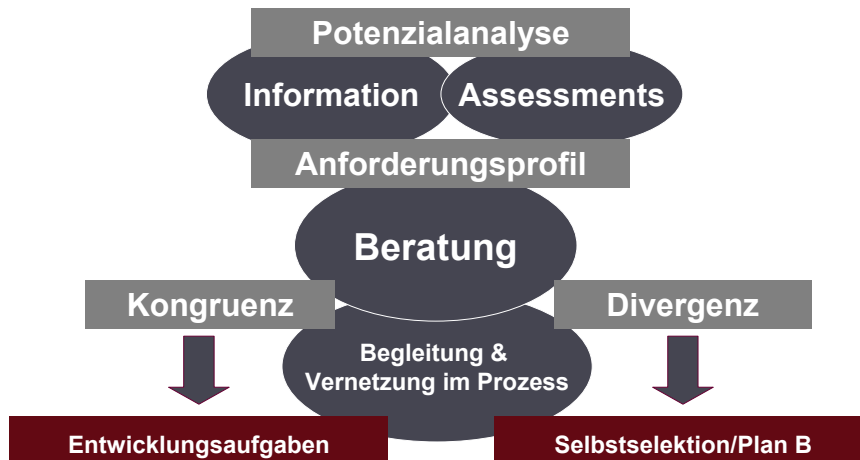 Potenzialanalyse
Information
Assessments
Anforderungsprofil
Beratung
Kongruenz
Divergenz
Begleitung &
Vernetzung im Prozess
Entwicklungsaufgaben
Selbstselektion/Plan B